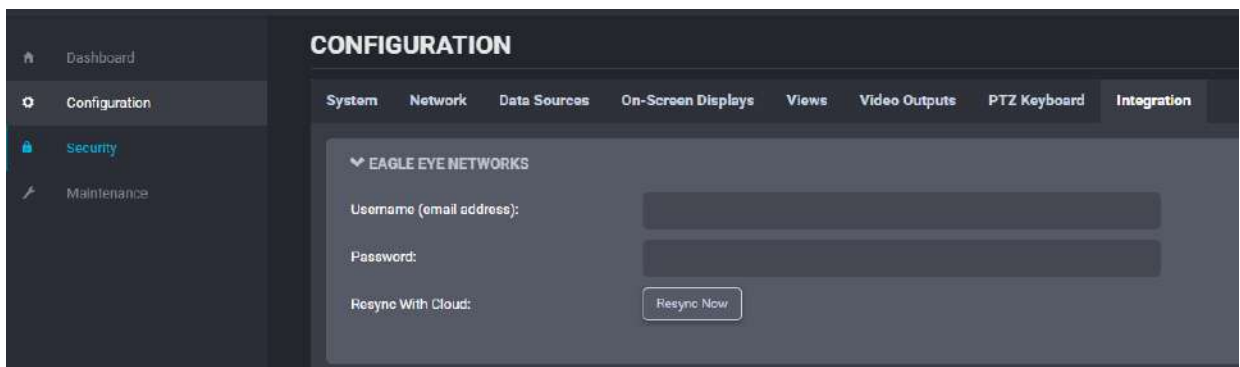 CONFIGURATION
Dashboard
Configuration
Security
Maintenance
System Network Data Sources On-Screen Displays Views Video Outputs PTZ Keyboard Integration
EAGLE EYE NETWORKS
Username (email address):
Password:
Resync With Cloud: Resync Now